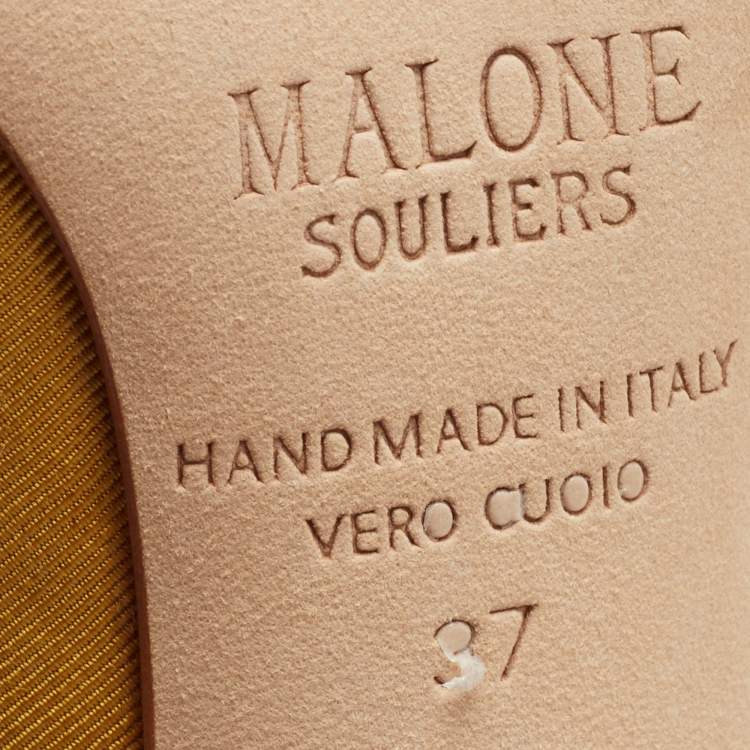 MALONE
SOULIERS
HAND MADE IN ITALY
VERO CUOIO
37